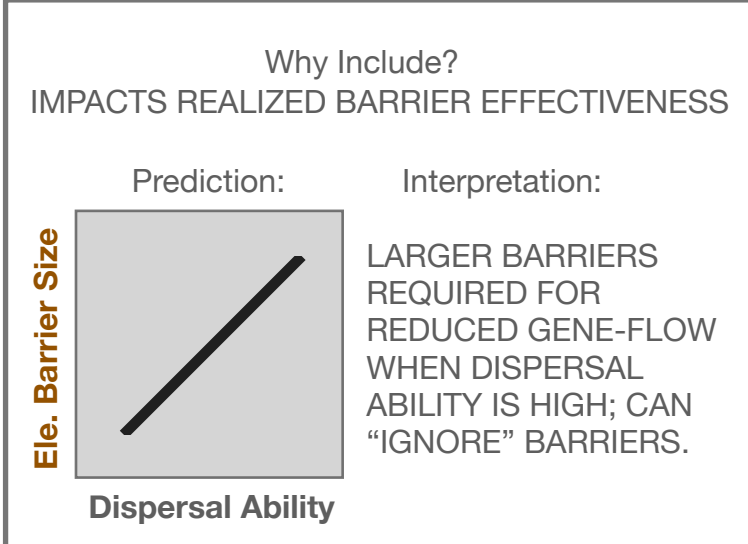 Why Include?
IMPACTS REALIZED BARRIER EFFECTIVENESS
Prediction:
Ele. Barrier Size
Dispersal Ability
Interpretation:
LARGER BARRIERS
REQUIRED FOR
REDUCED GENE-FLOW
WHEN DISPERSAL
ABILITY IS HIGH; CAN
“IGNORE” BARRIERS.